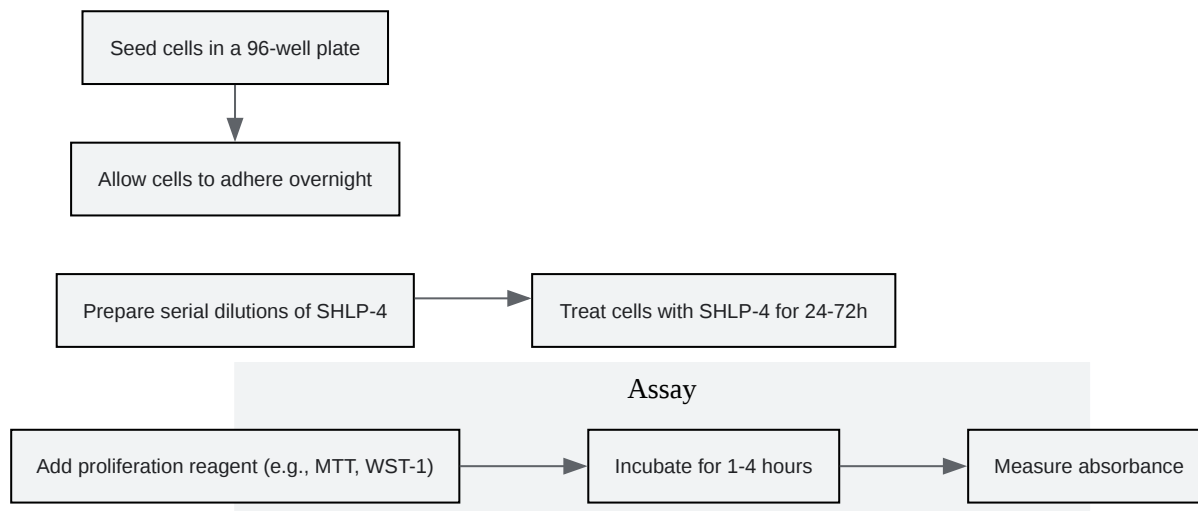 Seed cells in a 96-well plate
Allow cells to adhere overnight
Prepare serial dilutions of SHLP-4
Treat cells with SHLP-4 for 24-72h
Assay
Add proliferation reagent (e.g., MTT, WST-1)
Incubate for 1-4 hours
Measure absorbance